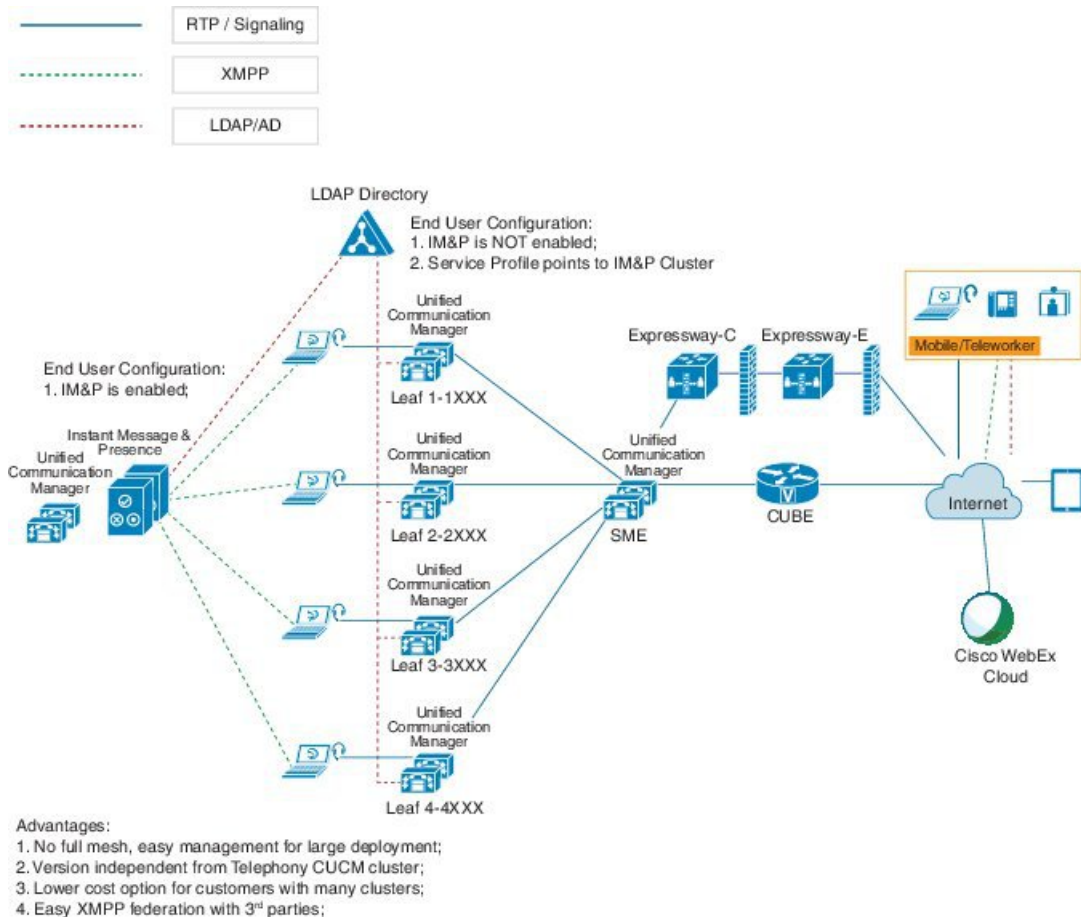 RTP / Signaling
XMPP
LDAP/AD
LDAP Directory
End User Configuration:
1. IM&P is NOT enabled;
2. Service Profile points to IM&P Cluster
Unified
Communication
Manager
Leaf 1-1XXX
Expressway-C
Expressway-E
Mobile/Teleworker
End User Configuration:
1. IM&P is enabled;
Instant Message &
Presence
Unified
Communication
Manager
Unified
Communication
Manager
Leaf 2-2XXX
Unified
Communication
Manager
SME
V
CUBE
Internet
Unified
Communication
Manager
Leaf 3-3XXX
Cisco WebEx
Cloud
Unified
Communication
Manager
Leaf 4-4XXX
Advantages:
1. No full mesh, easy management for large deployment;
2. Version independent from Telephony CUCM cluster;
3. Lower cost option for customers with many clusters;
4. Easy XMPP federation with 3rd parties;